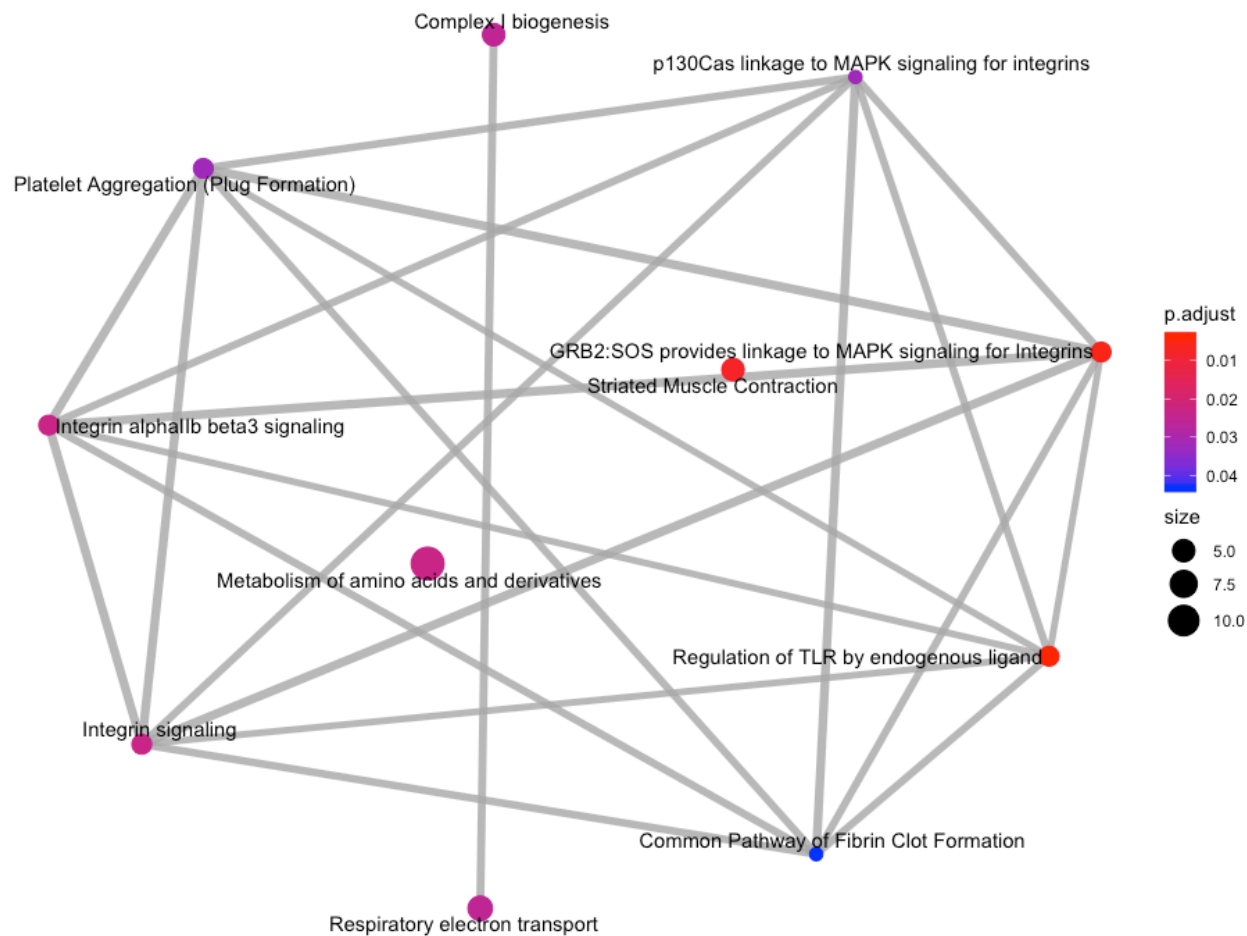 Complex I biogenesis
p130Cas linkage to MAPK signaling for integrins
Platelet Aggregation (Plug Formation)
GRB2:SOS provides linkage to MAPK signaling for Integrins
Striated Muscle Contraction
Integrin alphaIIb beta3 signaling
Metabolism of amino acids and derivatives
Regulation of TLR by endogenous ligand
Integrin signaling
Common Pathway of Fibrin Clot Formation
Respiratory electron transport
p.adjust
0.01
0.02
0.03
0.04
size
5.0
7.5
10.0